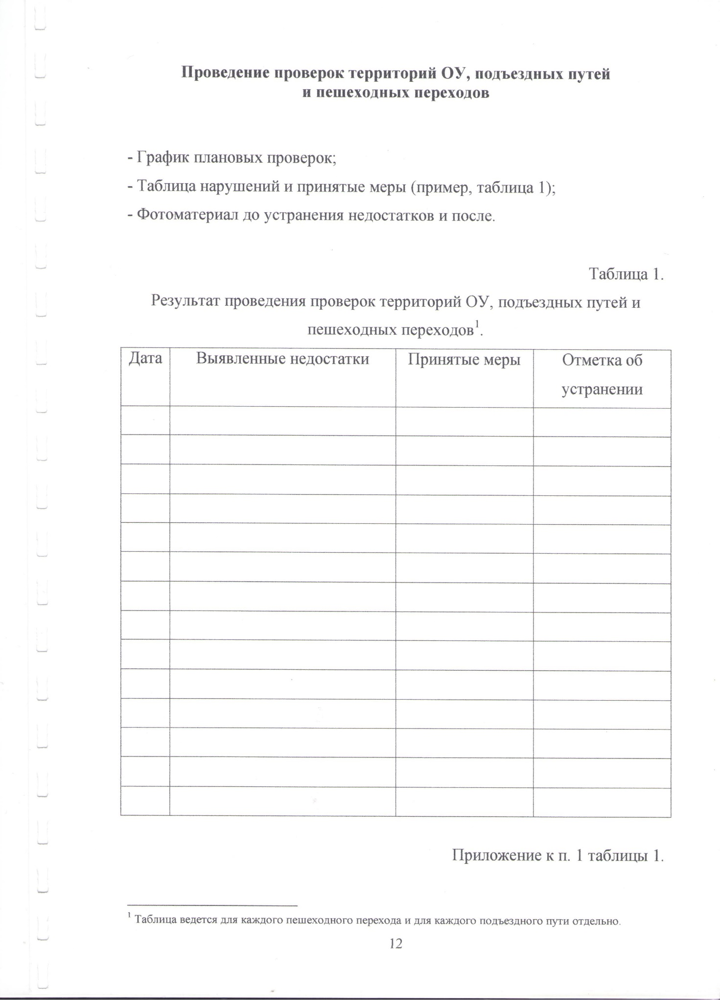 Проведение проверок территорий ОУ, подъездных путей
и пешеходных переходов
- График плановых проверок;
- Таблица нарушений и принятые меры (пример, таблица 1);
- Фотоматериал до устранения недостатков и после.
Таблица 1.
Результат проведения проверок территорий ОУ, подъездных путей и
пешеходных переходов¹.
Дата Выявленные недостатки Принятые меры Отметка об
устранении
Приложение к п. 1 таблицы 1.
¹ Таблица ведется для каждого пешеходного перехода и для каждого подъездного пути отдельно.
12